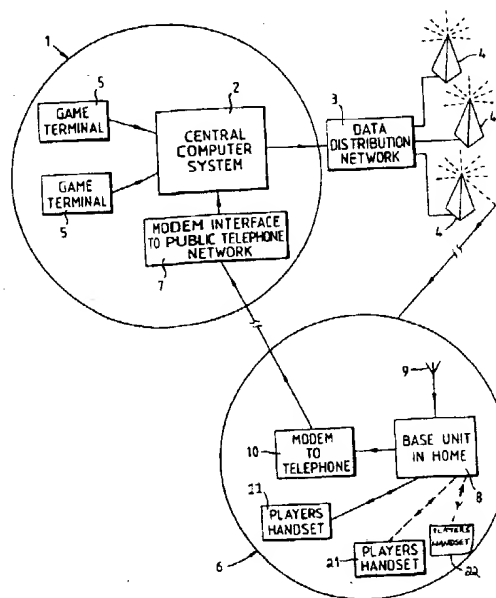 1
4
5
GAME
TERMINAL
2
CENTRAL
COMPUTER
SYSTEM
3
DATA
DISTRIBUTION
NETWORK
4
GAME
TERMINAL
5
4
MODEM INTERFACE
TO PUBLIC TELEPHONE
NETWORK
7
9
10
MODEM
TO
TELEPHONE
BASE UNIT
IN HOME
8
21
PLAYERS
HANDSET
6
21
PLAYERS
HANDSET
PLAYERS
HANDSET
22